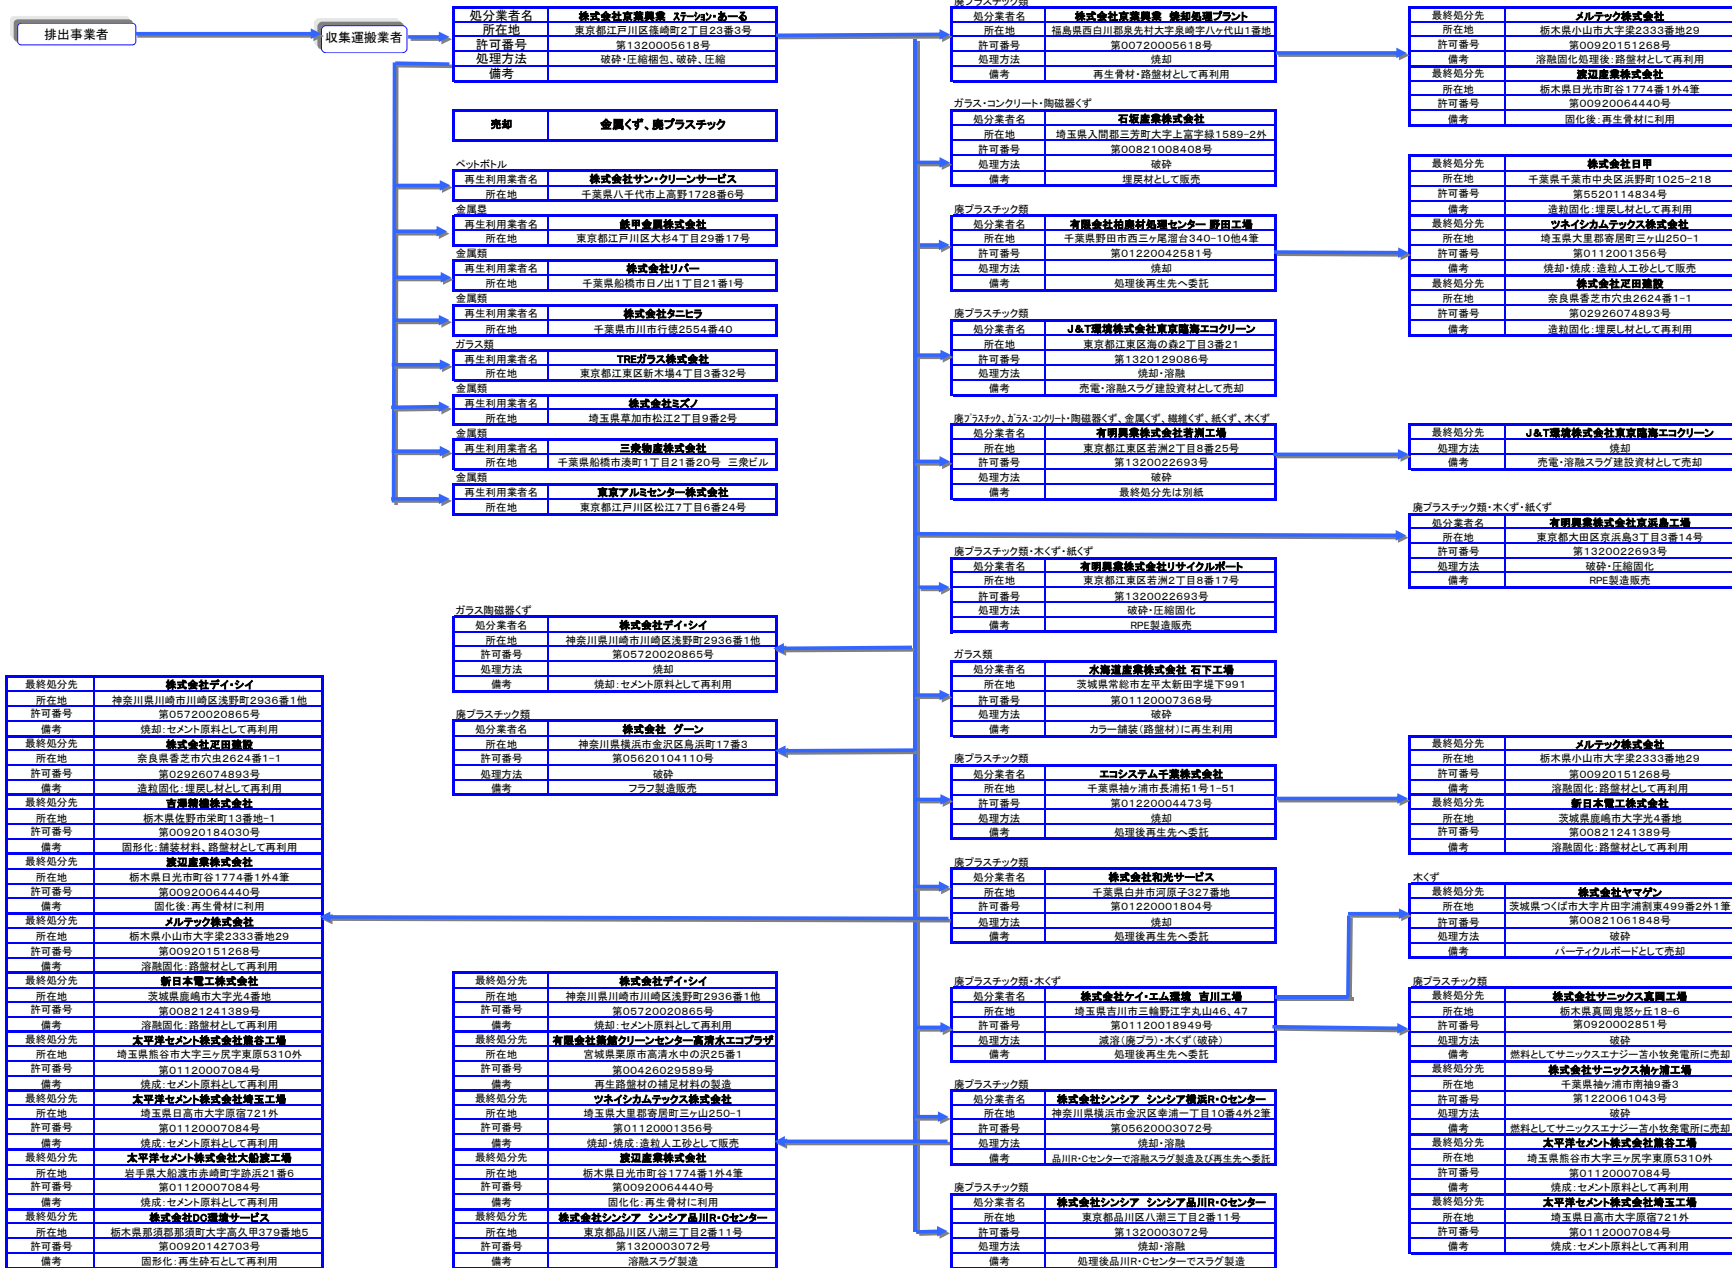 排出事業者
収集運搬業者
処分業者名 株式会社京葉興業 ステーション・あーる
所在地 東京都江戸川区篠崎町2丁目23番3号
許可番号 第1320005618号
処理方法 破砕・圧縮梱包、破砕、圧縮
備考
売却 金属くず、廃プラスチック
ペットボトル
再生利用業者名 株式会社サン・クリーンサービス
所在地 千葉県八千代市上高野1728番6号
金属塁
再生利用業者名 鉄甲金属株式会社
所在地 東京都江戸川区大杉4丁目29番17号
金属類
再生利用業者名 株式会社リバー
所在地 千葉県船橋市日ノ出1丁目21番1号
金属類
再生利用業者名 株式会社タニヒラ
所在地 千葉県市川市行徳2554番40
ガラス類
再生利用業者名 TREガラス株式会社
所在地 東京都江東区新木場4丁目3番32号
金属類
再生利用業者名 株式会社ミズノ
所在地 埼玉県草加市松江2丁目9番2号
金属類
再生利用業者名 三衆物産株式会社
所在地 千葉県船橋市湊町1丁目21番20号 三衆ビル
金属類
再生利用業者名 東京アルミセンター株式会社
所在地 東京都江戸川区松江7丁目6番24号
ガラス陶磁器くず
処分業者名 株式会社デイ・シイ
所在地 神奈川県川崎市川崎区浅野町2936番1他
許可番号 第05720020865号
処理方法 焼却
備考 焼却:セメント原料として再利用
廃プラスチック類
処分業者名 株式会社 グーン
所在地 神奈川県横浜市金沢区鳥浜町17番3
許可番号 第05620104110号
処理方法 破砕
備考 フラフ製造販売
最終処分先 株式会社デイ・シイ
所在地 神奈川県川崎市川崎区浅野町2936番1他
許可番号 第05720020865号
備考 焼却:セメント原料として再利用
最終処分先 株式会社疋田建設
所在地 奈良県香芝市穴虫2624番1-1
許可番号 第02926074893号
備考 造粒固化:埋戻し材として再利用
最終処分先 吉澤精機株式会社
所在地 栃木県佐野市栄町13番地-1
許可番号 第00920184030号
備考 固形化:舗装材料、路盤材として再利用
最終処分先 渡辺産業株式会社
所在地 栃木県日光市町谷1774番1外4筆
許可番号 第00920064440号
備考 固化後:再生骨材に利用
最終処分先 メルテック株式会社
所在地 栃木県小山市大字梁2333番地29
許可番号 第00920151268号
備考 溶融固化:路盤材として再利用
最終処分先 新日本電工株式会社
所在地 茨城県鹿嶋市大字光4番地
許可番号 第00821241389号
備考 溶融固化:路盤材として再利用
最終処分先 太平洋セメント株式会社熊谷工場
所在地 埼玉県熊谷市大字三ヶ尻字東原5310外
許可番号 第01120007084号
備考 焼成:セメント原料として再利用
最終処分先 太平洋セメント株式会社埼玉工場
所在地 埼玉県日高市大字原宿721外
許可番号 第01120007084号
備考 焼成:セメント原料として再利用
最終処分先 太平洋セメント株式会社大船渡工場
所在地 岩手県大船渡市赤崎町字跡浜21番6
許可番号 第01120007084号
備考 焼成:セメント原料として再利用
最終処分先 株式会社DC環境サービス
所在地 栃木県那須郡那須町大字高久甲379番地5
許可番号 第00920142703号
備考 固形化:再生砕石として再利用
最終処分先 株式会社デイ・シイ
所在地 神奈川県川崎市川崎区浅野町2936番1他
許可番号 第05720020865号
備考 焼却:セメント原料として再利用
最終処分先 有限会社築館クリーンセンター高清水エコプラザ
所在地 宮城県栗原市高清水中の沢25番1
許可番号 第00426029589号
備考 再生路盤材の補足材料の製造
最終処分先 ツネイシカムテックス株式会社
所在地 埼玉県大里郡寄居町三ヶ山250-1
許可番号 第01120001356号
備考 焼却・焼成:造粒人工砂として販売
最終処分先 渡辺産業株式会社
所在地 栃木県日光市町谷1774番1外4筆
許可番号 第00920064440号
備考 固化化:再生骨材に利用
最終処分先 株式会社シンシア シンシア品川R・Cセンター
所在地 東京都品川区八潮三丁目2番11号
許可番号 第1320003072号
備考 溶融スラグ製造
廃プラスチック類
処分業者名 株式会社京葉興業 焼却処理プラント
所在地 福島県西白川郡泉先村大字泉崎字八ヶ代山1番地
許可番号 第00720005618号
処理方法 焼却
備考 再生骨材・路盤材として再利用
ガラス・コンクリート・陶磁器くず
処分業者名 石坂産業株式会社
所在地 埼玉県入間郡三芳町大字上富字緑1589-2外
許可番号 第00821008408号
処理方法 破砕
備考 埋戻材として販売
廃プラスチック類
処分業者名 有限会社柏廃材処理センター 野田工場
所在地 千葉県野田市西三ヶ尾溜台340-10他4筆
許可番号 第01220042581号
処理方法 焼却
備考 処理後再生先へ委託
廃プラスチック類
処分業者名 J&T環境株式会社東京臨海エコクリーン
所在地 東京都江東区海の森2丁目3番21
許可番号 第1320129086号
処理方法 焼却・溶融
備考 売電・溶融スラグ建設資材として売却
廃プラスチック、ガラス・コンクリート・陶磁器くず、金属くず、繊維くず、紙くず、木くず
処分業者名 有明興業株式会社若洲工場
所在地 東京都江東区若洲2丁目8番25号
許可番号 第1320022693号
処理方法 破砕
備考 最終処分先は別紙
廃プラスチック類・木くず・紙くず
処分業者名 有明興業株式会社リサイクルポート
所在地 東京都江東区若洲2丁目8番17号
許可番号 第1320022693号
処理方法 破砕・圧縮固化
備考 RPE製造販売
ガラス類
処分業者名 水海道産業株式会社 石下工場
所在地 茨城県常総市左平太新田字堤下991
許可番号 第01120007368号
処理方法 破砕
備考 カラー舗装(路盤材)に再生利用
廃プラスチック類
処分業者名 エコシステム千葉株式会社
所在地 千葉県袖ヶ浦市長浦拓1号1-51
許可番号 第01220004473号
処理方法 焼却
備考 処理後再生先へ委託
廃プラスチック類
処分業者名 株式会社和光サービス
所在地 千葉県白井市河原子327番地
許可番号 第01220001804号
処理方法 焼却
備考 処理後再生先へ委託
廃プラスチック類・木くず
処分業者名 株式会社ケイ・エム環境 吉川工場
所在地 埼玉県吉川市三輪野江字丸山46、47
許可番号 第01120018949号
処理方法 減溶(廃プラ)・木くず(破砕)
備考 処理後再生先へ委託
廃プラスチック類
処分業者名 株式会社シンシア シンシア横浜R・Cセンター
所在地 神奈川県横浜市金沢区幸浦一丁目10番4外2筆
許可番号 第05620003072号
処理方法 焼却・溶融
備考 品川R・Cセンターで溶融スラグ製造及び再生先へ委託
廃プラスチック類
処分業者名 株式会社シンシア シンシア品川R・Cセンター
所在地 東京都品川区八潮三丁目2番11号
許可番号 第1320003072号
処理方法 焼却・溶融
備考 処理後品川R・Cセンターでスラグ製造
最終処分先 メルテック株式会社
所在地 栃木県小山市大字梁2333番地29
許可番号 第00920151268号
備考 溶融固化処理後:路盤材として再利用
最終処分先 渡辺産業株式会社
所在地 栃木県日光市町谷1774番1外4筆
許可番号 第00920064440号
備考 固化後:再生骨材に利用
最終処分先 株式会社日甲
所在地 千葉県千葉市中央区浜野町1025-218
許可番号 第5520114834号
備考 造粒固化:埋戻し材として再利用
最終処分先 ツネイシカムテックス株式会社
所在地 埼玉県大里郡寄居町三ヶ山250-1
許可番号 第0112001356号
備考 焼却・焼成:造粒人工砂として販売
最終処分先 株式会社疋田建設
所在地 奈良県香芝市穴虫2624番1-1
許可番号 第02926074893号
備考 造粒固化:埋戻し材として再利用
最終処分先 J&T環境株式会社東京臨海エコクリーン
処理方法 焼却
備考 売電・溶融スラグ建設資材として売却
廃プラスチック類・木くず・紙くず
処分業者名 有明興業株式会社京浜島工場
所在地 東京都大田区京浜島3丁目3番14号
許可番号 第1320022693号
処理方法 破砕・圧縮固化
備考 RPE製造販売
最終処分先 メルテック株式会社
所在地 栃木県小山市大字梁2333番地29
許可番号 第00920151268号
備考 溶融固化:路盤材として再利用
最終処分先 新日本電工株式会社
所在地 茨城県鹿嶋市大字光4番地
許可番号 第00821241389号
備考 溶融固化:路盤材として再利用
木くず
最終処分先 株式会社ヤマゲン
所在地 茨城県つくば市大字片田字浦割東499番2外1筆
許可番号 第00821061848号
処理方法 破砕
備考 パーティクルボードとして売却
廃プラスチック類
最終処分先 株式会社サニックス真岡工場
所在地 栃木県真岡鬼怒ヶ丘18-6
許可番号 第0920002851号
処理方法 破砕
備考 燃料としてサニックスエナジー苫小牧発電所に売却
最終処分先 株式会社サニックス袖ヶ浦工場
所在地 千葉県袖ヶ浦市南袖9番3
許可番号 第1220061043号
処理方法 破砕
備考 燃料としてサニックスエナジー苫小牧発電所に売却
最終処分先 太平洋セメント株式会社熊谷工場
所在地 埼玉県熊谷市大字三ヶ尻字東原5310外
許可番号 第01120007084号
備考 焼成:セメント原料として再利用
最終処分先 太平洋セメント株式会社埼玉工場
所在地 埼玉県日高市大字原宿721外
許可番号 第01120007084号
備考 焼成:セメント原料として再利用